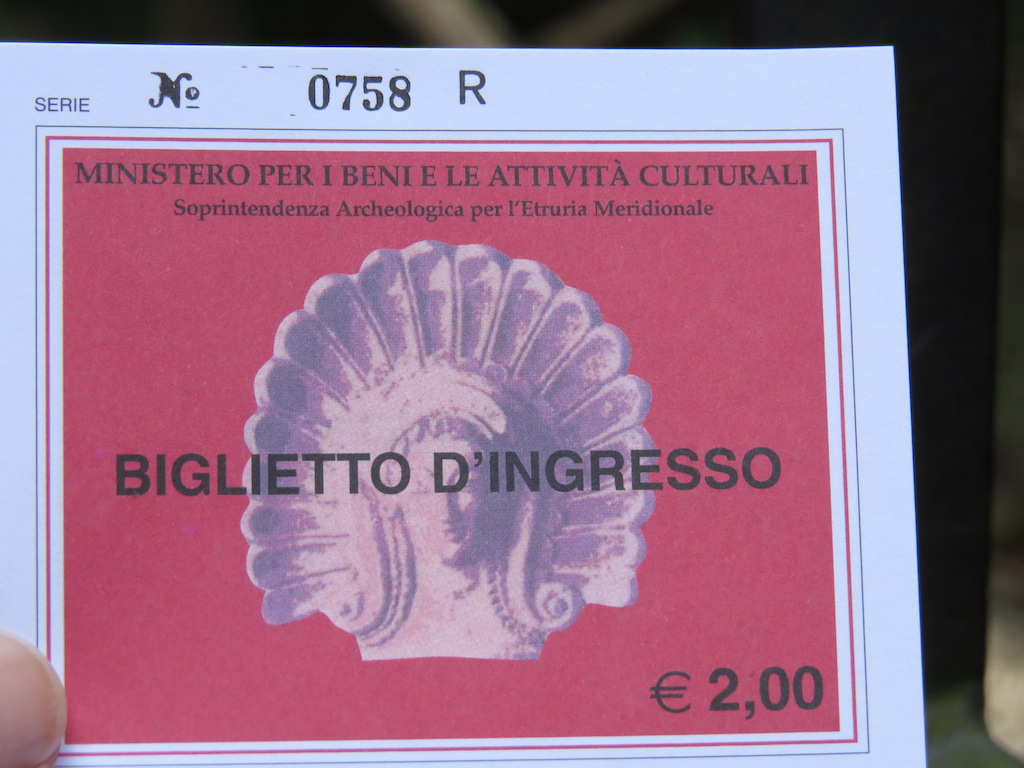 SERIE № 0758 R
MINISTERO PER I BENI E LE ATTIVITÀ CULTURALI
Soprintendenza Archeologica per l'Etruria Meridionale
BIGLIETTO D'INGRESSO
€ 2,00